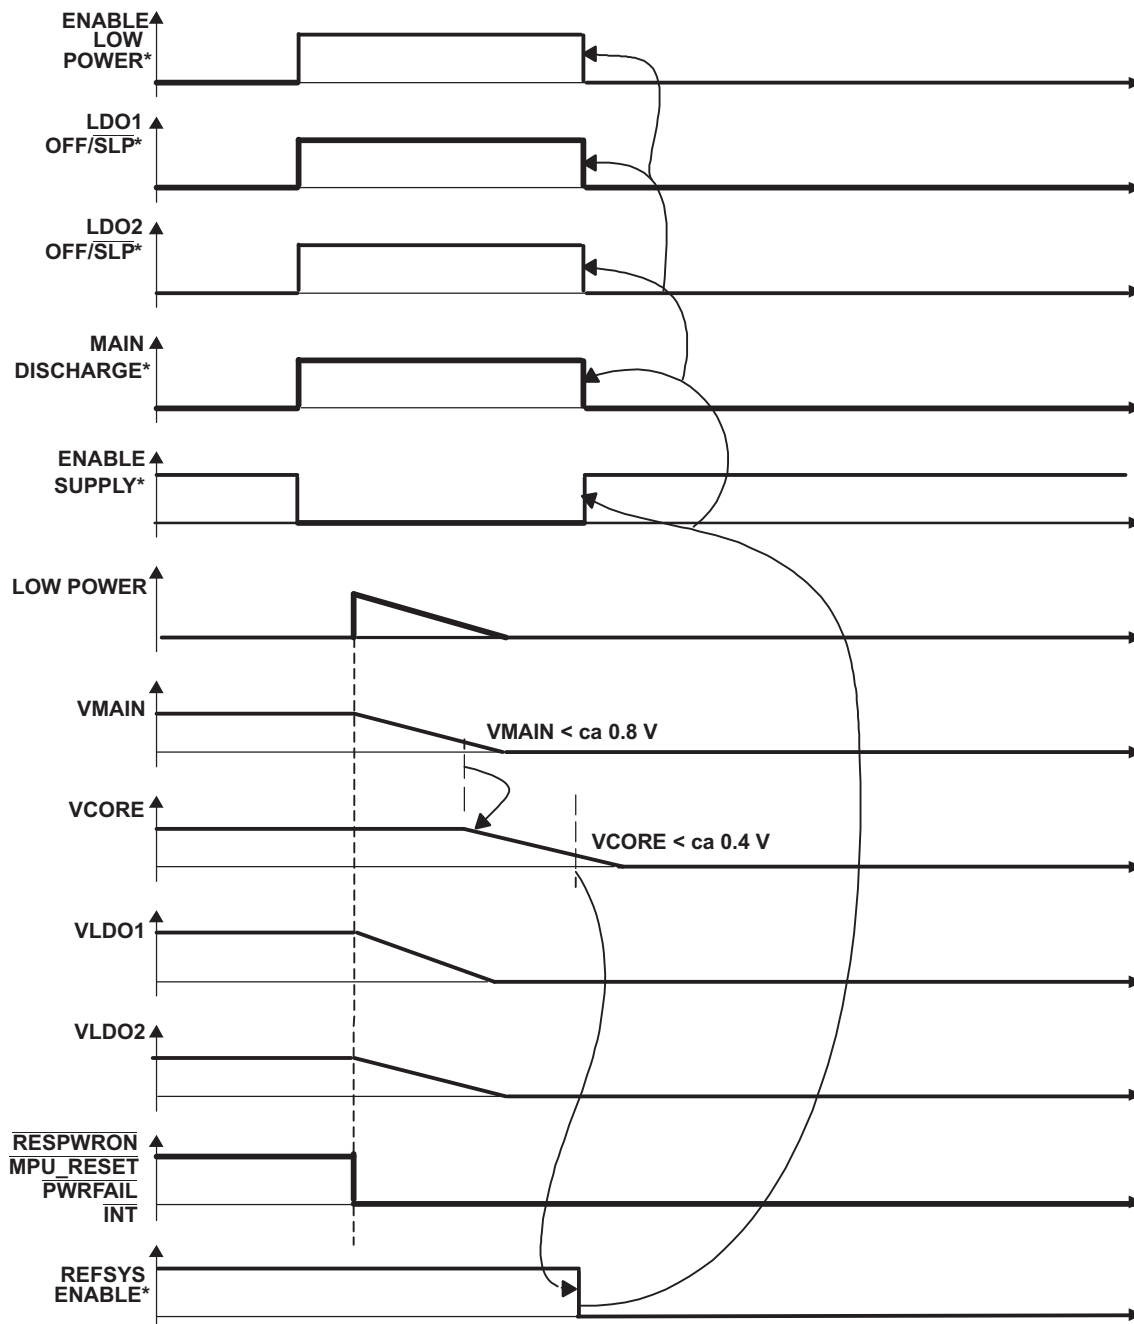 ENABLE
LOW
POWER*
LDO1
OFF/SLP*
LDO2
OFF/SLP*
MAIN
DISCHARGE*
ENABLE
SUPPLY*
LOW POWER
VMAIN
VMAIN < ca 0.8 V
VCORE
VCORE < ca 0.4 V
VLDO1
VLDO2
RESPWRON
MPU_RESET
PWRFAIL
INT
REFSYS
ENABLE*